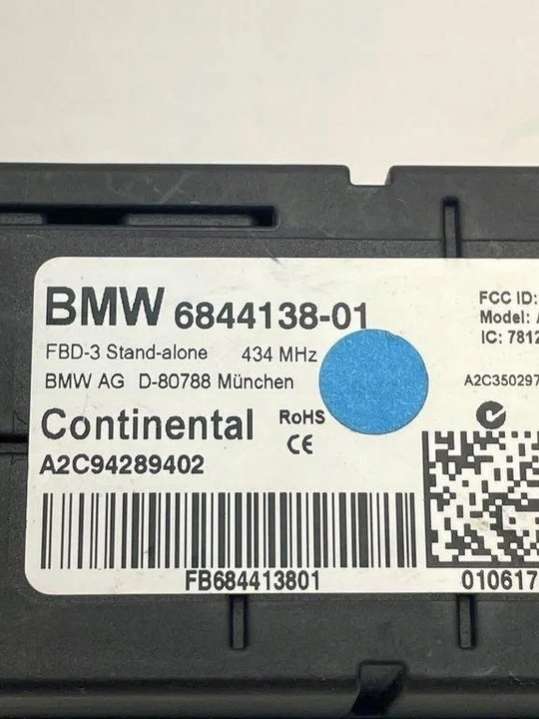 BMW 6844138-01
FBD-3 Stand-alone 434 MHz
BMW AG D-80788 München
Continental RoHS
CE
A2C94289402
FB684413801
FCC ID:
Model:
IC: 7812
A2C350297
010617